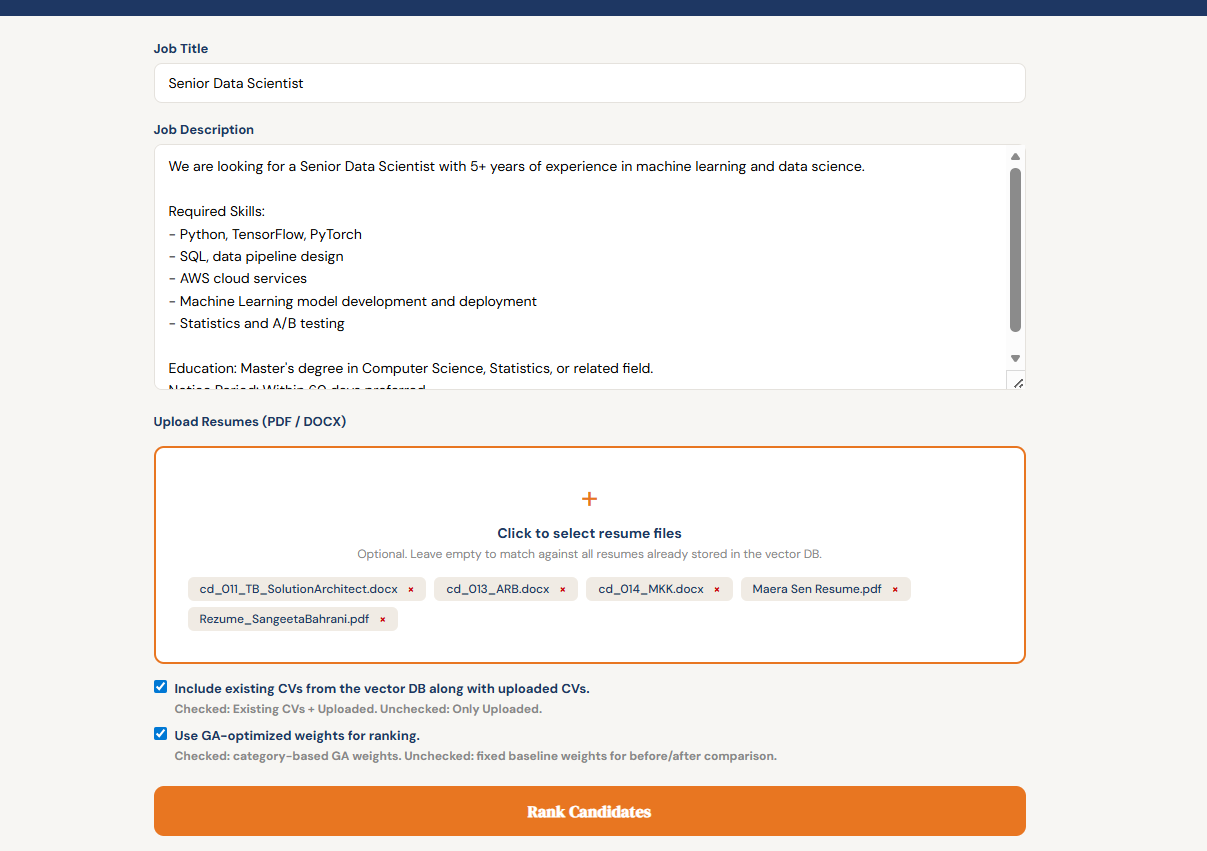 Job Title
Senior Data Scientist
Job Description
We are looking for a Senior Data Scientist with 5+ years of experience in machine learning and data science.
Required Skills:
- Python, TensorFlow, PyTorch
- SQL, data pipeline design
- AWS cloud services
- Machine Learning model development and deployment
- Statistics and A/B testing
Education: Master's degree in Computer Science, Statistics, or related field.
Notice Period: Within 60 days preferred
Upload Resumes (PDF / DOCX)
+
Click to select resume files
Optional. Leave empty to match against all resumes already stored in the vector DB.
cd_011_TB_SolutionArchitect.docx × cd_013_ARB.docx × cd_014_MKK.docx × Maera Sen Resume.pdf ×
Rezume_SangeetaBahrani.pdf ×
Include existing CVs from the vector DB along with uploaded CVs.
Checked: Existing CVs + Uploaded. Unchecked: Only Uploaded.
Use GA-optimized weights for ranking.
Checked: category-based GA weights. Unchecked: fixed baseline weights for before/after comparison.
Rank Candidates